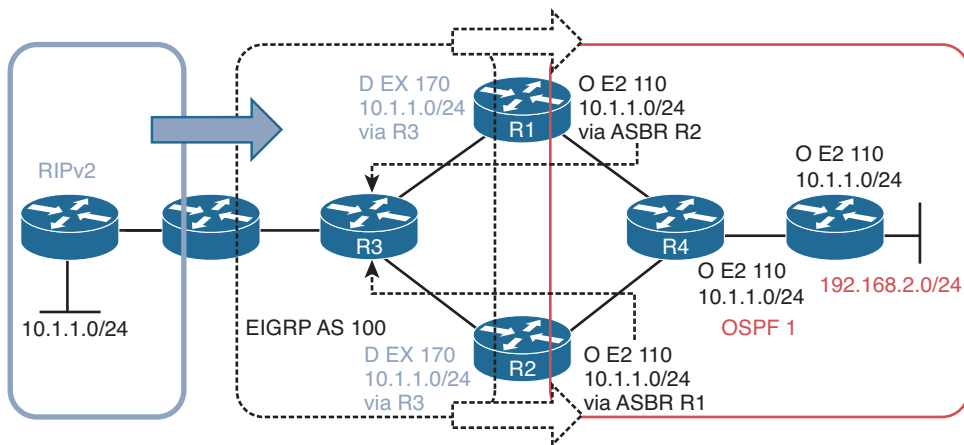 D EX 170
10.1.1.0/24
via R3
R1
O E2 110
10.1.1.0/24
via ASBR R2
RIPv2
O E2 110
10.1.1.0/24
R3
R4
10.1.1.0/24
O E2 110
10.1.1.0/24
192.168.2.0/24
OSPF 1
EIGRP AS 100
D EX 170
10.1.1.0/24
via R3
R2
O E2 110
10.1.1.0/24
via ASBR R1